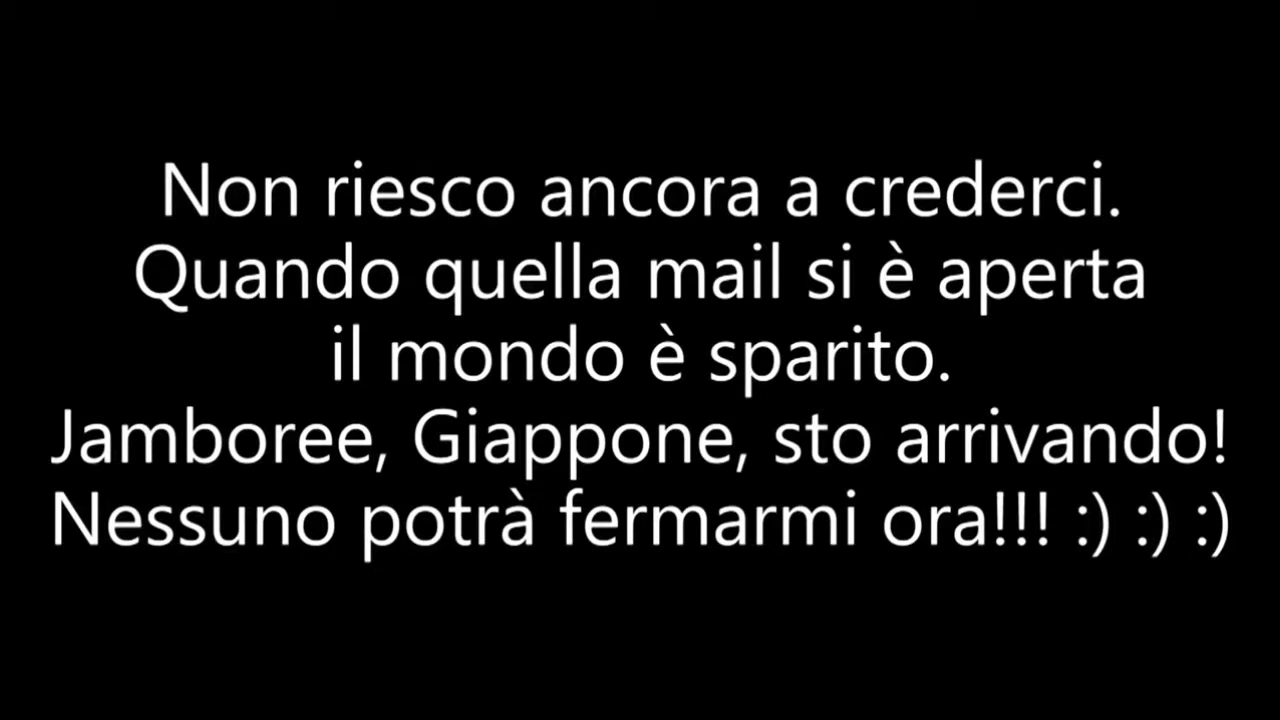 Non riesco ancora a crederci.
Quando quella mail si è aperta
il mondo è sparito.
Jamboree, Giappone, sto arrivando!
Nessuno potrà fermarmi ora!!! :) :) :)